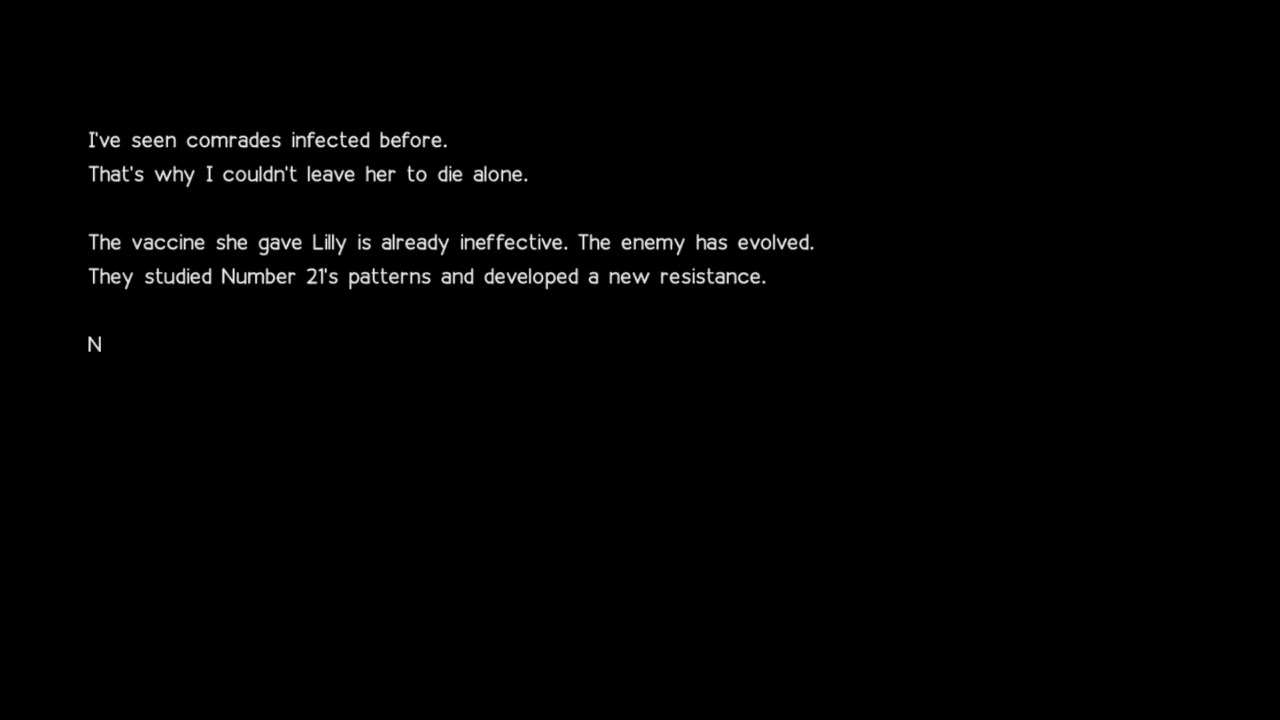 I've seen comrades infected before.
That's why I couldn't leave her to die alone.
The vaccine she gave Lilly is already ineffective. The enemy has evolved.
They studied Number 21's patterns and developed a new resistance.
N